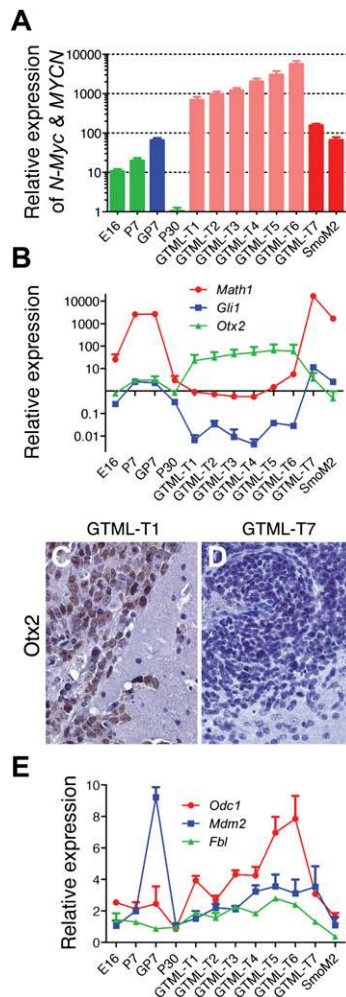 A
Relative expression
of N-Myc & MYCN
10000
1000
100
10
1
E16
P7
GP7
P30
GTML-T1
GTML-T2
GTML-T3
GTML-T4
GTML-T5
GTML-T6
GTML-T7
SmoM2
B
Relative expression
10000
1000
100
10
0.1
0.01
Math1
Gli1
Otx2
E16
P7
GP7
P30
GTML-T1
GTML-T2
GTML-T3
GTML-T4
GTML-T5
GTML-T6
GTML-T7
SmoM2
GTML-T1
GTML-T7
Otx2
C
D
E
Relative expression
10
8
6
4
2
0
Odc1
Mdm2
Fbl
E16
P7
GP7
P30
GTML-T1
GTML-T2
GTML-T3
GTML-T4
GTML-T5
GTML-T6
GTML-T7
SmoM2